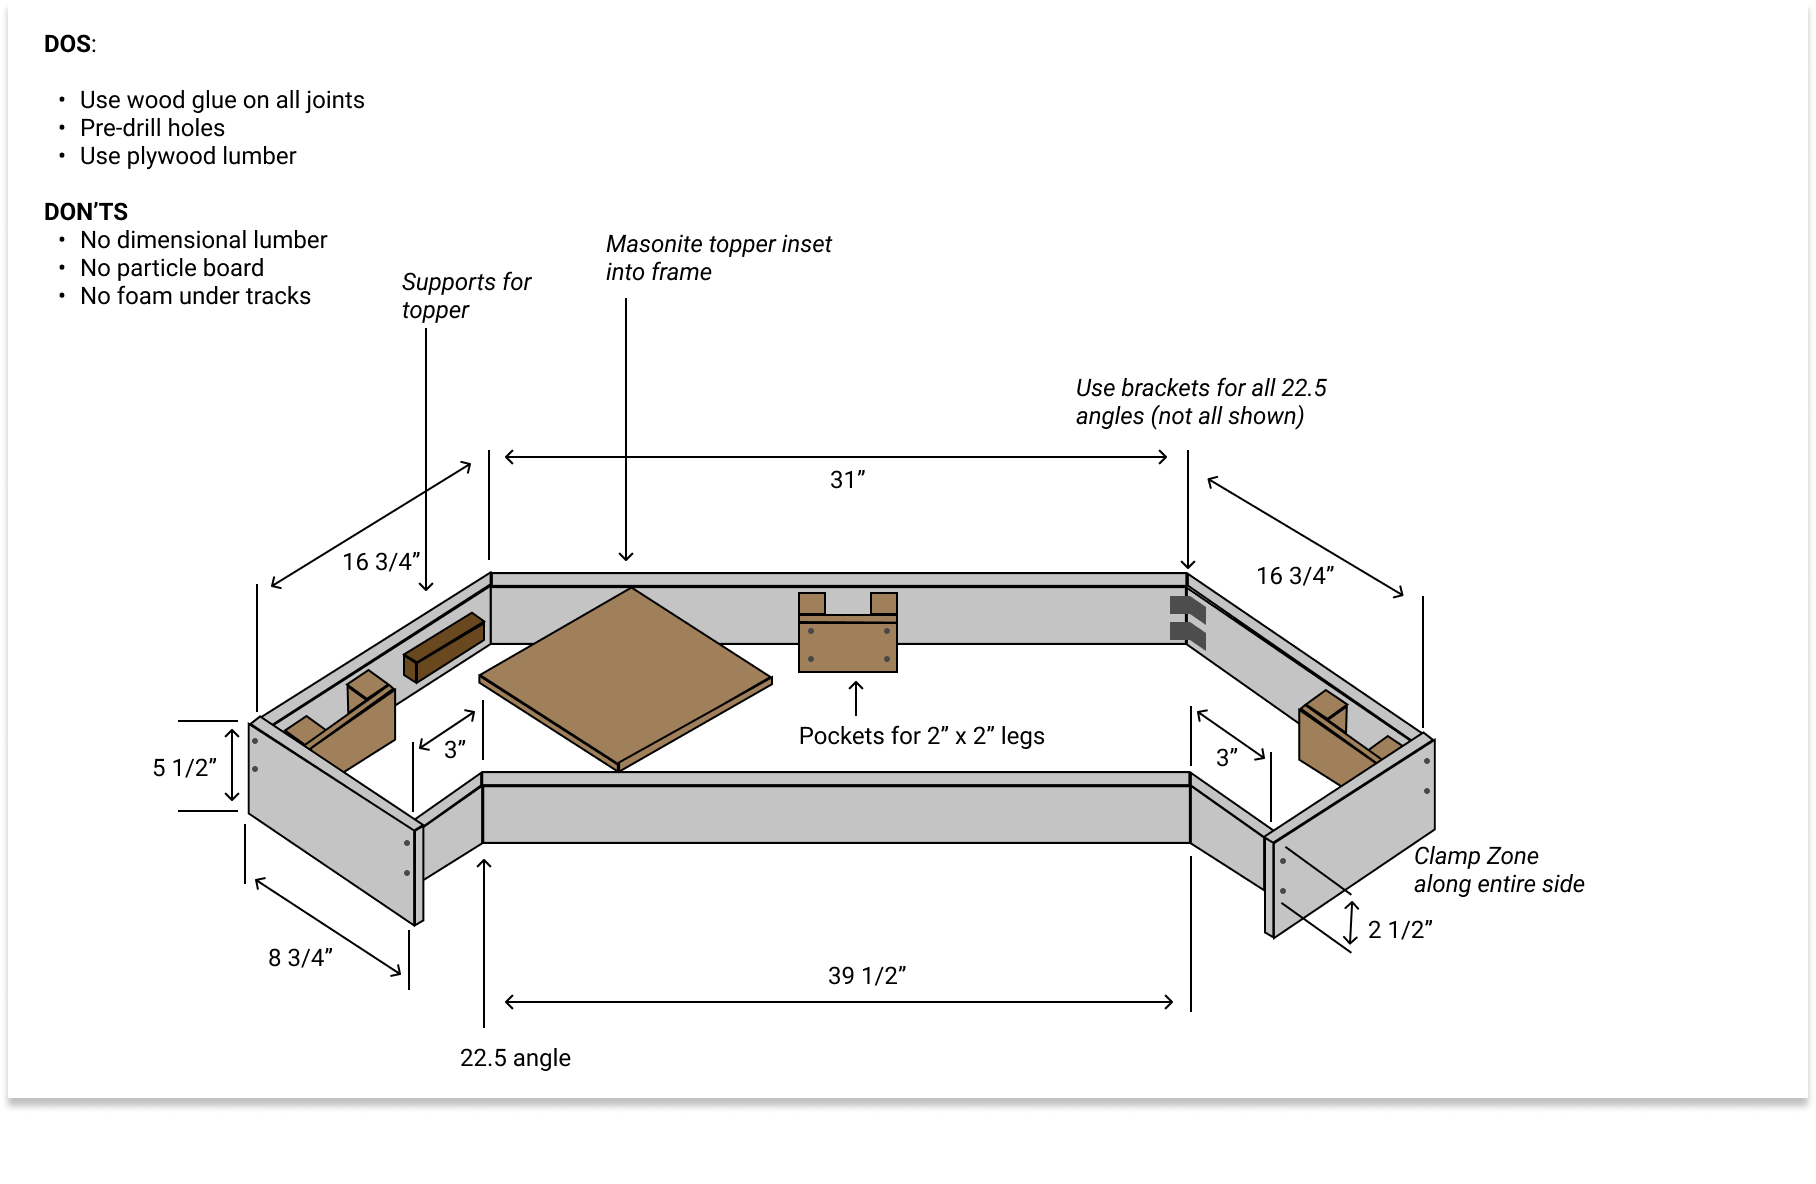 DOS:
• Use wood glue on all joints
• Pre-drill holes
• Use plywood lumber
DON’TS
• No dimensional lumber
• No particle board
• No foam under tracks
Supports for
topper
Masonite topper inset
into frame
Use brackets for all 22.5
angles (not all shown)
31”
16 3/4”
16 3/4”
5 1/2”
3”
Pockets for 2” x 2” legs
3”
Clamp Zone
along entire side
2 1/2”
8 3/4”
39 1/2”
22.5 angle